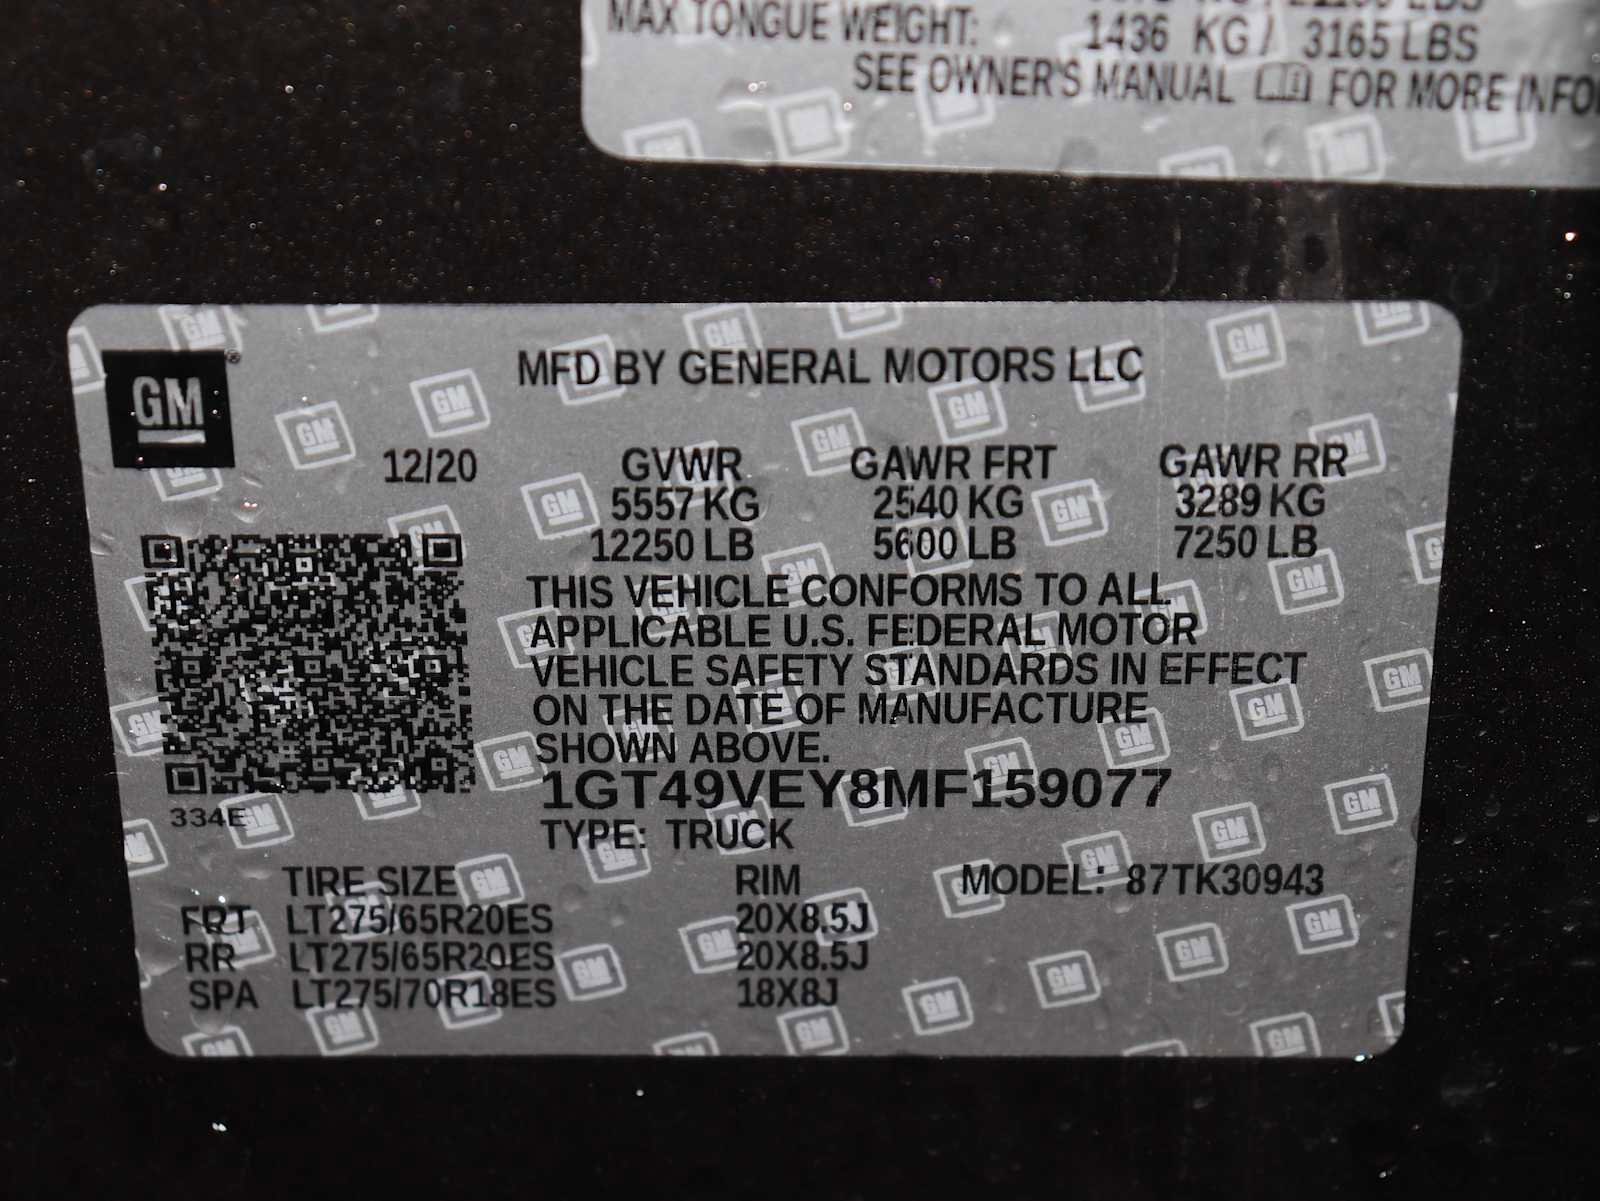 MAX TONGUE WEIGHT: 1436 KG / 3165 LBS
SEE OWNER'S MANUAL FOR MORE
GM
MFD BY GENERAL MOTORS LLC
12/20 GVWR GAWR FRT GAWR RR
5557 KG 2540 KG 3289 KG
12250 LB 5600 LB 7250 LB
THIS VEHICLE CONFORMS TO ALL
APPLICABLE U.S. FEDERAL MOTOR
VEHICLE SAFETY STANDARDS IN EFFECT
ON THE DATE OF MANUFACTURE
SHOWN ABOVE.
1GT49VEY8MF159077
334E
TYPE: TRUCK
TIRE SIZE RIM MODEL: 87TK30943
FRT LT275/65R20ES 20X8.5J
RR LT275/65R20ES 20X8.5J
SPA LT275/70R18ES 18X8J